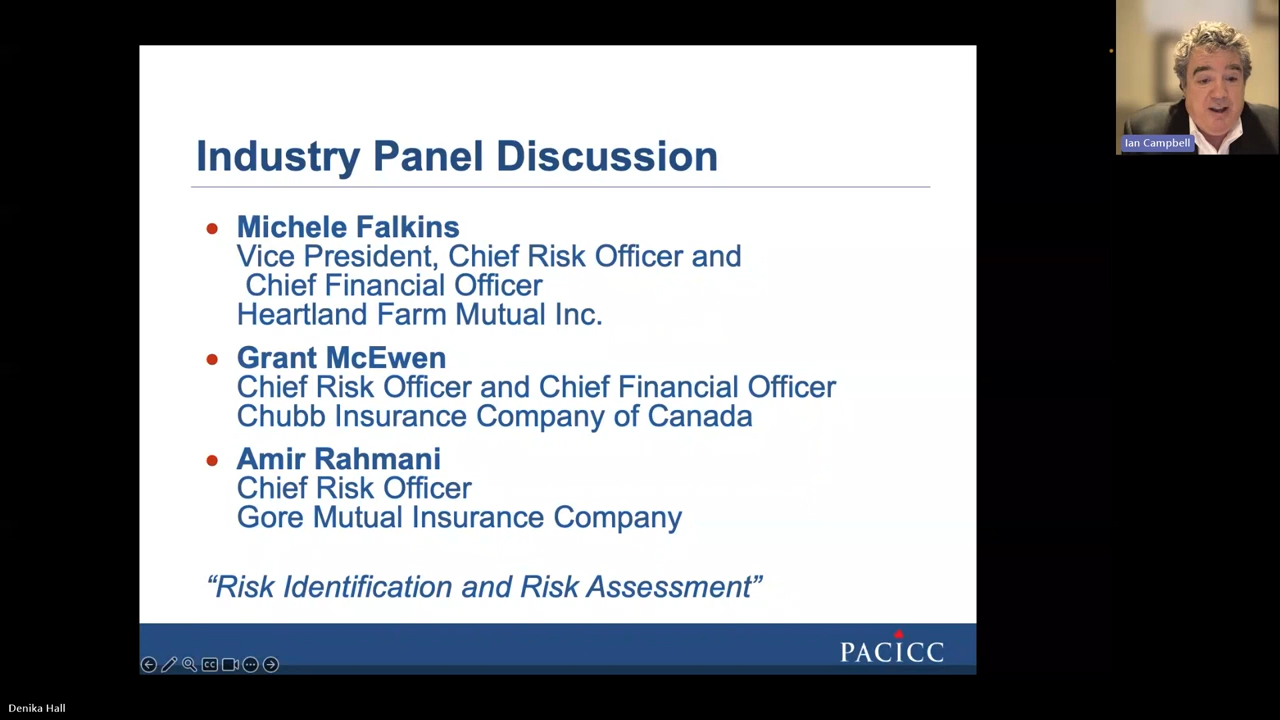 Industry Panel Discussion
Michele Falkins
Vice President, Chief Risk Officer and
Chief Financial Officer
Heartland Farm Mutual Inc.
Grant McEwen
Chief Risk Officer and Chief Financial Officer
Chubb Insurance Company of Canada
Amir Rahmani
Chief Risk Officer
Gore Mutual Insurance Company
“Risk Identification and Risk Assessment”
PACICC
CC
Ian Campbell
Denika Hall